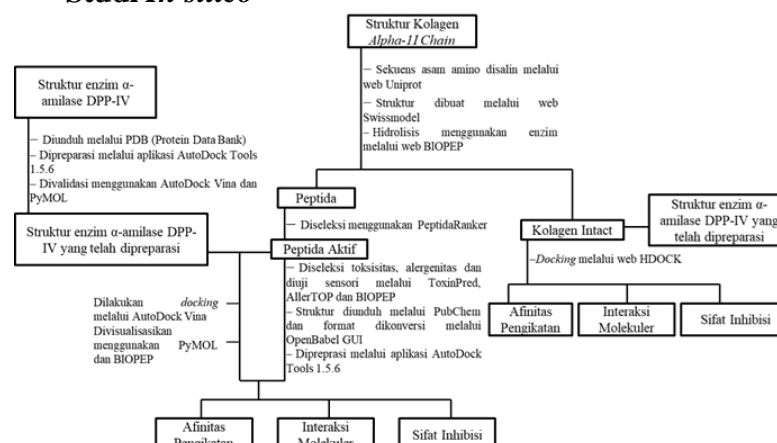 Studi In-silico
Struktur Kolagen
Alpha-1I Chain
– Sekuens asam amino disalin melalui
web Uniprot
– Struktur dibuat melalui web
Swissmodel
– Hidrolisis menggunakan enzim
melalui web BIOPEP
Struktur enzim α-
amilase DPP-IV
– Diunduh melalui PDB (Protein Data Bank)
– Dipreparasi melalui aplikasi AutoDock Tools
1.5.6
– Divalidasi menggunakan AutoDock Vina dan
PyMOL
Struktur enzim α-amilase DPP-
IV yang telah dipreparasi
Peptida
– Diseleksi menggunakan PeptidaRanker
Peptida Aktif
– Diseleksi toksisitas, alergenitas dan
diuji sensori melalui ToxinPred,
AllerTOP dan BIOPEP
– Struktur diunduh melalui PubChem
dan format dikonversi melalui
OpenBabel GUI
– Dipreprasi melalui aplikasi AutoDock
Tools 1.5.6
Dilakukan docking
melalui AutoDock Vina
Divisualisasikan
menggunakan PyMOL
dan BIOPEP
Kolagen Intact
Struktur enzim α-
amilase DPP-IV yang
telah dipreparasi
–Docking melalui web HDOCK
Afinitas
Pengikatan
Interaksi
Molekuler
Sifat Inhibisi
Afinitas
Pengikatan
Interaksi
Molekuler
Sifat Inhibisi